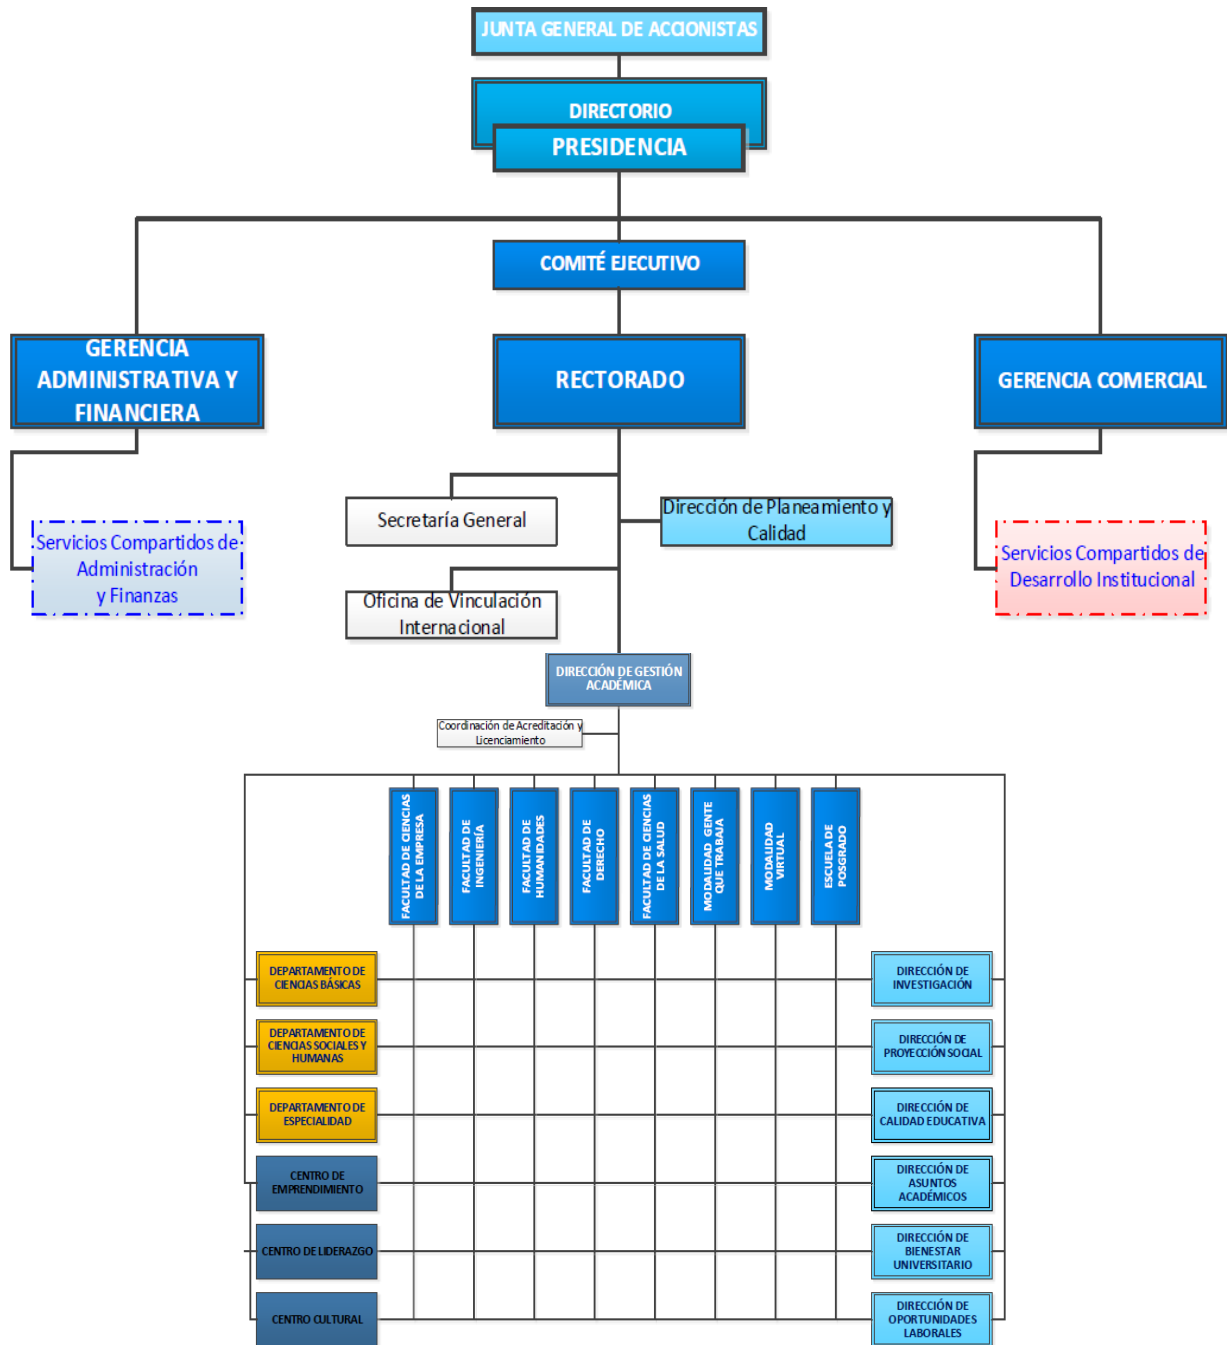 JUNTA GENERAL DE ACCIONISTAS
DIRECTORIO
PRESIDENCIA
COMITÉ EJECUTIVO
GERENCIA
ADMINISTRATIVA Y
FINANCIERA
RECTORADO
GERENCIA COMERCIAL
Secretaría General
Dirección de Planeamiento y
Calidad
Servicios Compartidos de
Administración
y Finanzas
Servicios Compartidos de
Desarrollo Institucional
Oficina de Vinculación
Internacional
DIRECCIÓN DE GESTIÓN
ACADÉMICA
Coordinación de Acreditación y
Licenciamiento
FACULTAD DE CIENCIAS
DE LA EMPRESA
FACULTAD DE
INGENIERÍA
FACULTAD DE
HUMANIDADES
FACULTAD DE
DERECHO
FACULTAD DE CIENCIAS
DE LA SALUD
MODALIDAD GENTE
QUE TRABAJA
MODALIDAD
VIRTUAL
ESCUELA DE
POSGRADO
DEPARTAMENTO DE
CIENCIAS BÁSICAS
DIRECCIÓN DE
INVESTIGACIÓN
DEPARTAMENTO DE
CIENCIAS SOCIALES Y
HUMANAS
DIRECCIÓN DE
PROYECCIÓN SOCIAL
DEPARTAMENTO DE
ESPECIALIDAD
DIRECCIÓN DE
CALIDAD EDUCATIVA
CENTRO DE
EMPRENDIMIENTO
DIRECCIÓN DE
ASUNTOS
ACADÉMICOS
CENTRO DE LIDERAZGO
DIRECCIÓN DE
BIENESTAR
UNIVERSITARIO
CENTRO CULTURAL
DIRECCIÓN DE
OPORTUNIDADES
LABORALES